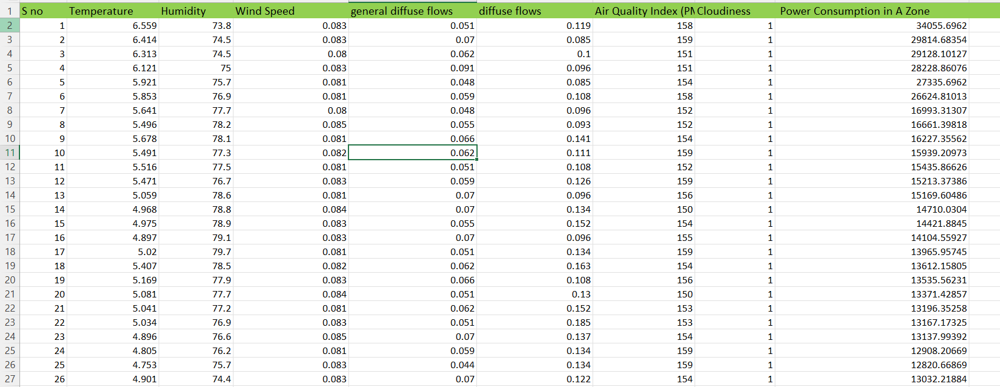 1 S no Temperature Humidity Wind Speed general diffuse flows diffuse flows Air Quality Index (PM Cloudiness Power Consumption in A Zone
2 1 6.559 73.8 0.083 0.051 0.119 158 1 34055.6962
3 2 6.414 74.5 0.083 0.07 0.085 159 1 29814.68354
4 3 6.313 74.5 0.08 0.062 0.1 151 1 29128.10127
5 4 6.121 75 0.083 0.091 0.096 151 1 28228.86076
6 5 5.921 75.7 0.081 0.048 0.085 154 1 27335.6962
7 6 5.853 76.9 0.081 0.059 0.108 158 1 26624.81013
8 7 5.641 77.7 0.08 0.048 0.096 152 1 16993.31307
9 8 5.496 78.2 0.085 0.055 0.093 152 1 16661.39818
10 9 5.678 78.1 0.081 0.066 0.141 154 1 16227.35562
11 10 5.491 77.3 0.082 0.062 0.111 159 1 15939.20973
12 11 5.516 77.5 0.081 0.051 0.108 152 1 15435.86626
13 12 5.471 76.7 0.083 0.059 0.126 159 1 15213.37386
14 13 5.059 78.6 0.081 0.07 0.096 156 1 15169.60486
15 14 4.968 78.8 0.084 0.07 0.134 150 1 14710.0304
16 15 4.975 78.9 0.083 0.055 0.152 154 1 14421.8845
17 16 4.897 79.1 0.083 0.07 0.096 155 1 14104.55927
18 17 5.02 79.7 0.081 0.051 0.134 159 1 13965.95745
19 18 5.407 78.5 0.082 0.062 0.163 154 1 13612.15805
20 19 5.169 77.9 0.083 0.066 0.108 156 1 13535.56231
21 20 5.081 77.7 0.084 0.051 0.13 150 1 13371.42857
22 21 5.041 77.2 0.081 0.062 0.152 153 1 13196.35258
23 22 5.034 76.9 0.083 0.051 0.185 153 1 13167.17325
24 23 4.896 76.6 0.085 0.07 0.137 154 1 13137.99392
25 24 4.805 76.2 0.081 0.059 0.134 159 1 12908.20669
26 25 4.753 75.7 0.083 0.044 0.134 159 1 12820.66869
27 26 4.901 74.4 0.083 0.07 0.122 154 1 13032.21884